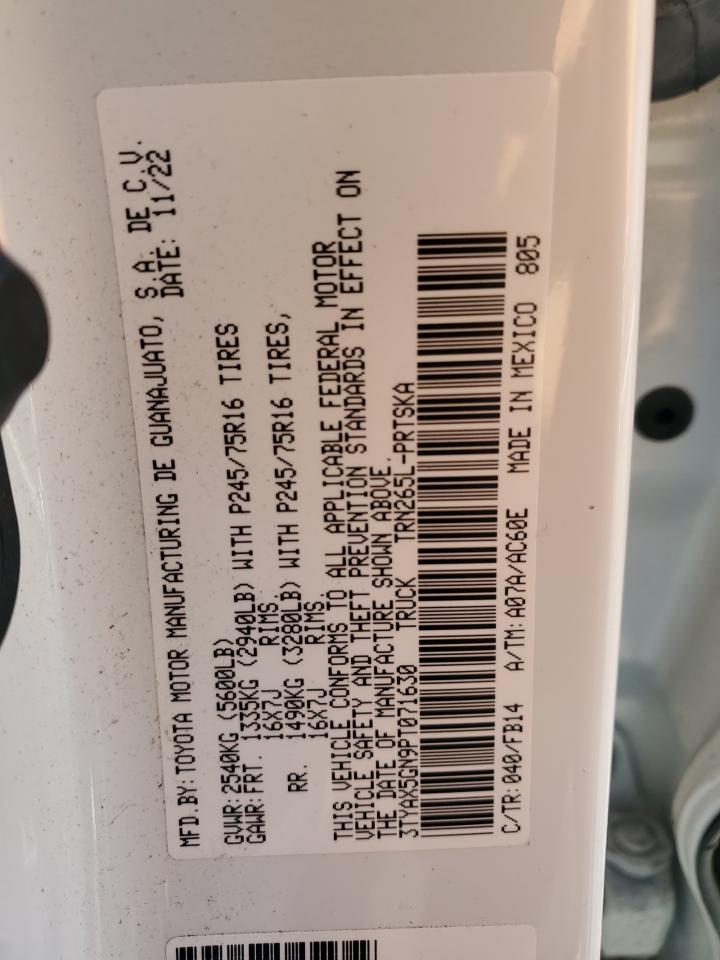 MFD.BY:TOYOTA MOTOR MANUFACTURING DE GUANAJUATO, S.A. DE C.V.
DATE: 11/22
GVWR:2540KG (5600LB)
GAWR:FRT. 1335KG (2940LB) WITH P245/75R16 TIRES
16X7J RIMS.
RR. 1490KG (3280LB) WITH P245/75R16 TIRES,
16X7J RIMS.
THIS VEHICLE CONFORMS TO ALL APPLICABLE FEDERAL MOTOR
VEHICLE SAFETY AND THEFT PREVENTION STANDARDS IN EFFECT ON
THE DATE OF MANUFACTURE SHOWN ABOVE.
3TYAX5GN9PT071630 TRUCK TRN265L-PRTSKA
C/TR:040/FB14 A/TM:A07A/AC60E MADE IN MEXICO 805